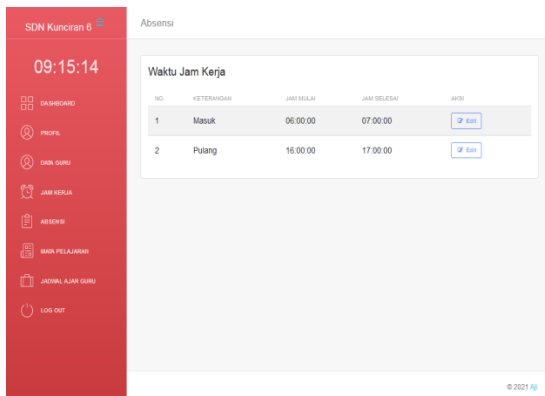 SDN Kunciran 6
Absensi
09:15:14
DASHBOARD
PROFIL
DATA GURU
JAM KERJA
ABSENSI
MATA PELAJARAN
JADWAL AJAR GURU
LOG OUT
Waktu Jam Kerja
NO. KETERANGAN JAM MULAI JAM SELESAI AKSI
1 Masuk 06:00:00 07:00:00 Edit
2 Pulang 16:00:00 17:00:00 Edit
© 2021 Aji